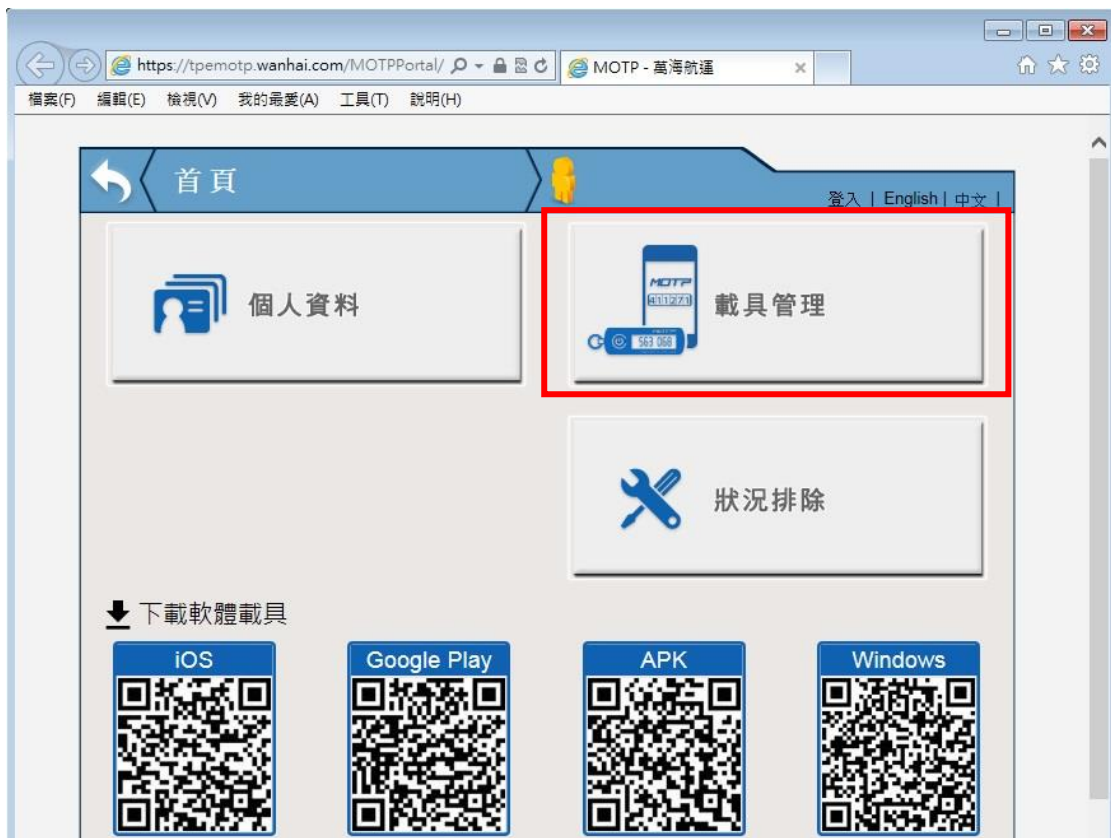 https://tpemotp.wanhai.com/MOTPPortal/
MOTP - 萬海航運
檔案(F) 編輯(E) 檢視(V) 我的最愛(A) 工具(T) 說明(H)
首頁
登入 | English | 中文 |
個人資料
MOTP
411271
563 068
載具管理
狀況排除
下載軟體載具
iOS
Google Play
APK
Windows